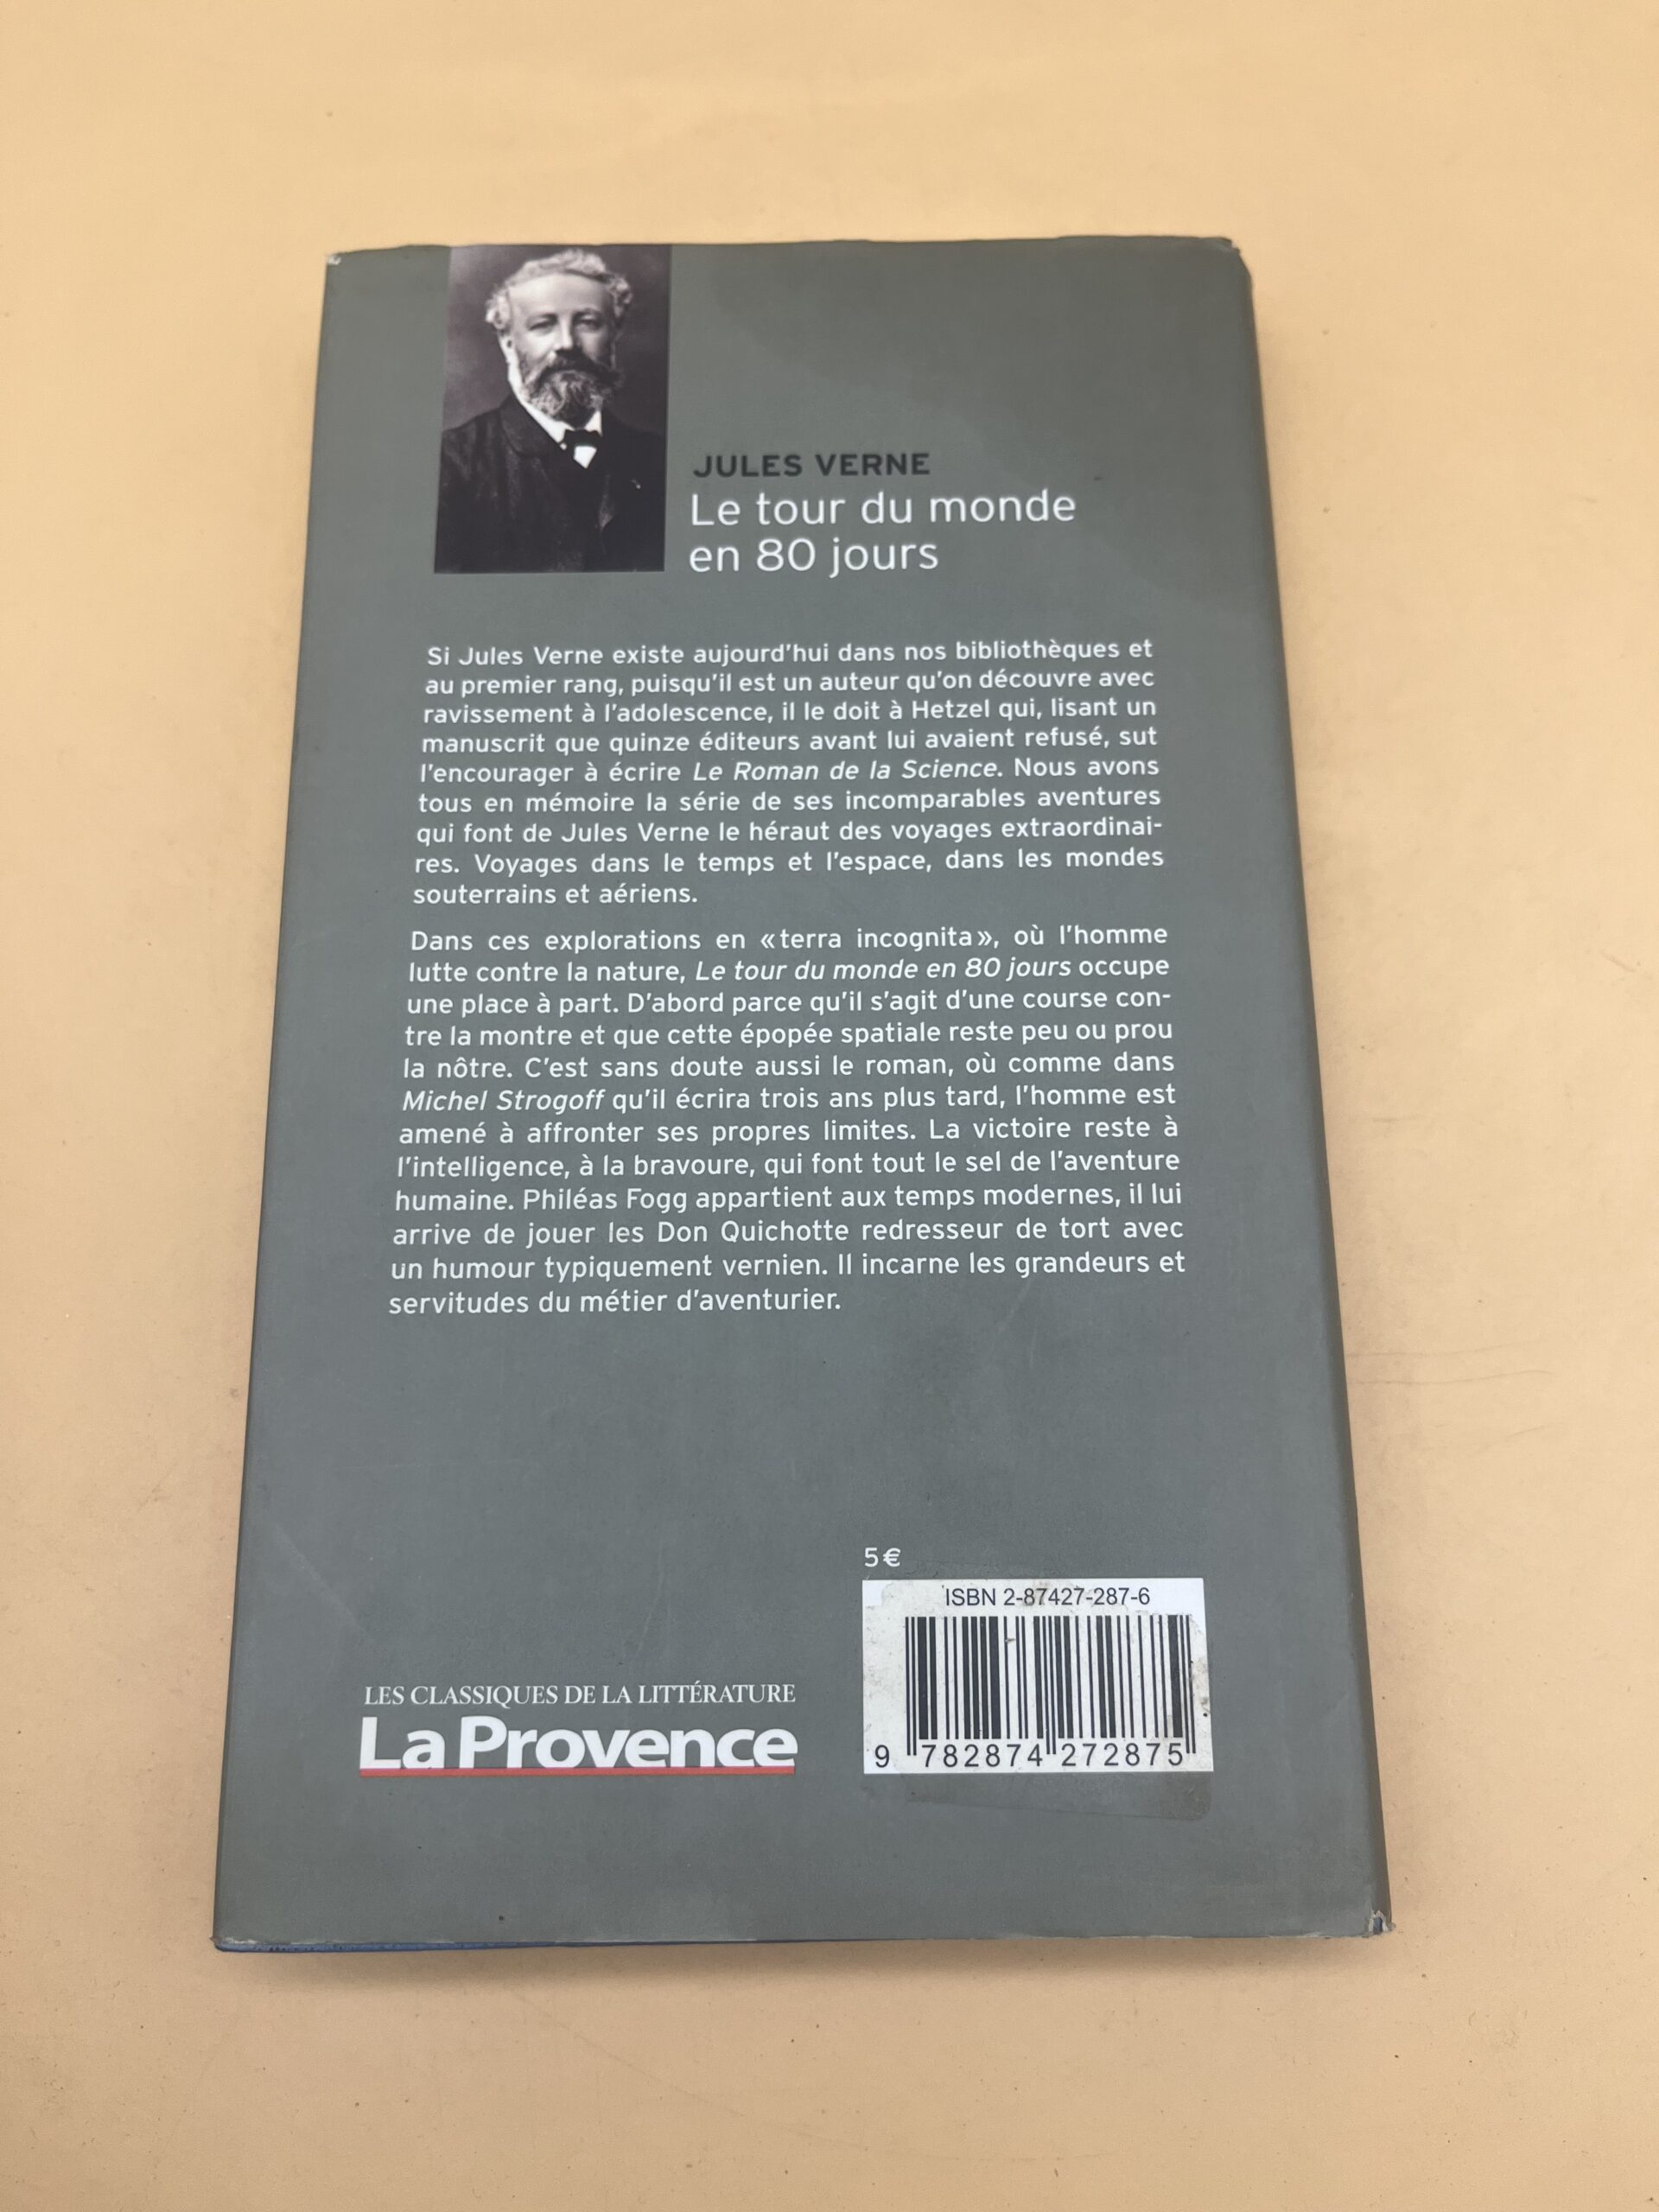 JULES VERNE
Le tour du monde
en 80 jours
Si Jules Verne existe aujourd'hui dans nos bibliothèques et
au premier rang, puisqu'il est un auteur qu'on découvre avec
ravissement à l'adolescence, il le doit à Hetzel qui, lisant un
manuscrit que quinze éditeurs avant lui avaient refusé, sut
l'encourager à écrire Le Roman de la Science. Nous avons
tous en mémoire la série de ses incomparables aventures
qui font de Jules Verne le héraut des voyages extraordinai-
res. Voyages dans le temps et l'espace, dans les mondes
souterrains et aériens.
Dans ces explorations en «terra incognita», où l'homme
lutte contre la nature, Le tour du monde en 80 jours occupe
une place à part. D'abord parce qu'il s'agit d'une course con-
tre la montre et que cette épopée spatiale reste peu ou prou
la nôtre. C'est sans doute aussi le roman, où comme dans
Michel Strogoff qu'il écrira trois ans plus tard, l'homme est
amené à affronter ses propres limites. La victoire reste à
l'intelligence, à la bravoure, qui font tout le sel de l'aventure
humaine. Philéas Fogg appartient aux temps modernes, il lui
arrive de jouer les Don Quichotte redresseur de tort avec
un humour typiquement vernien. Il incarne les grandeurs et
servitudes du métier d'aventurier.
5€
ISBN 2-87427-287-6
9 782874 272875
LES CLASSIQUES DE LA LITTÉRATURE
La Provence